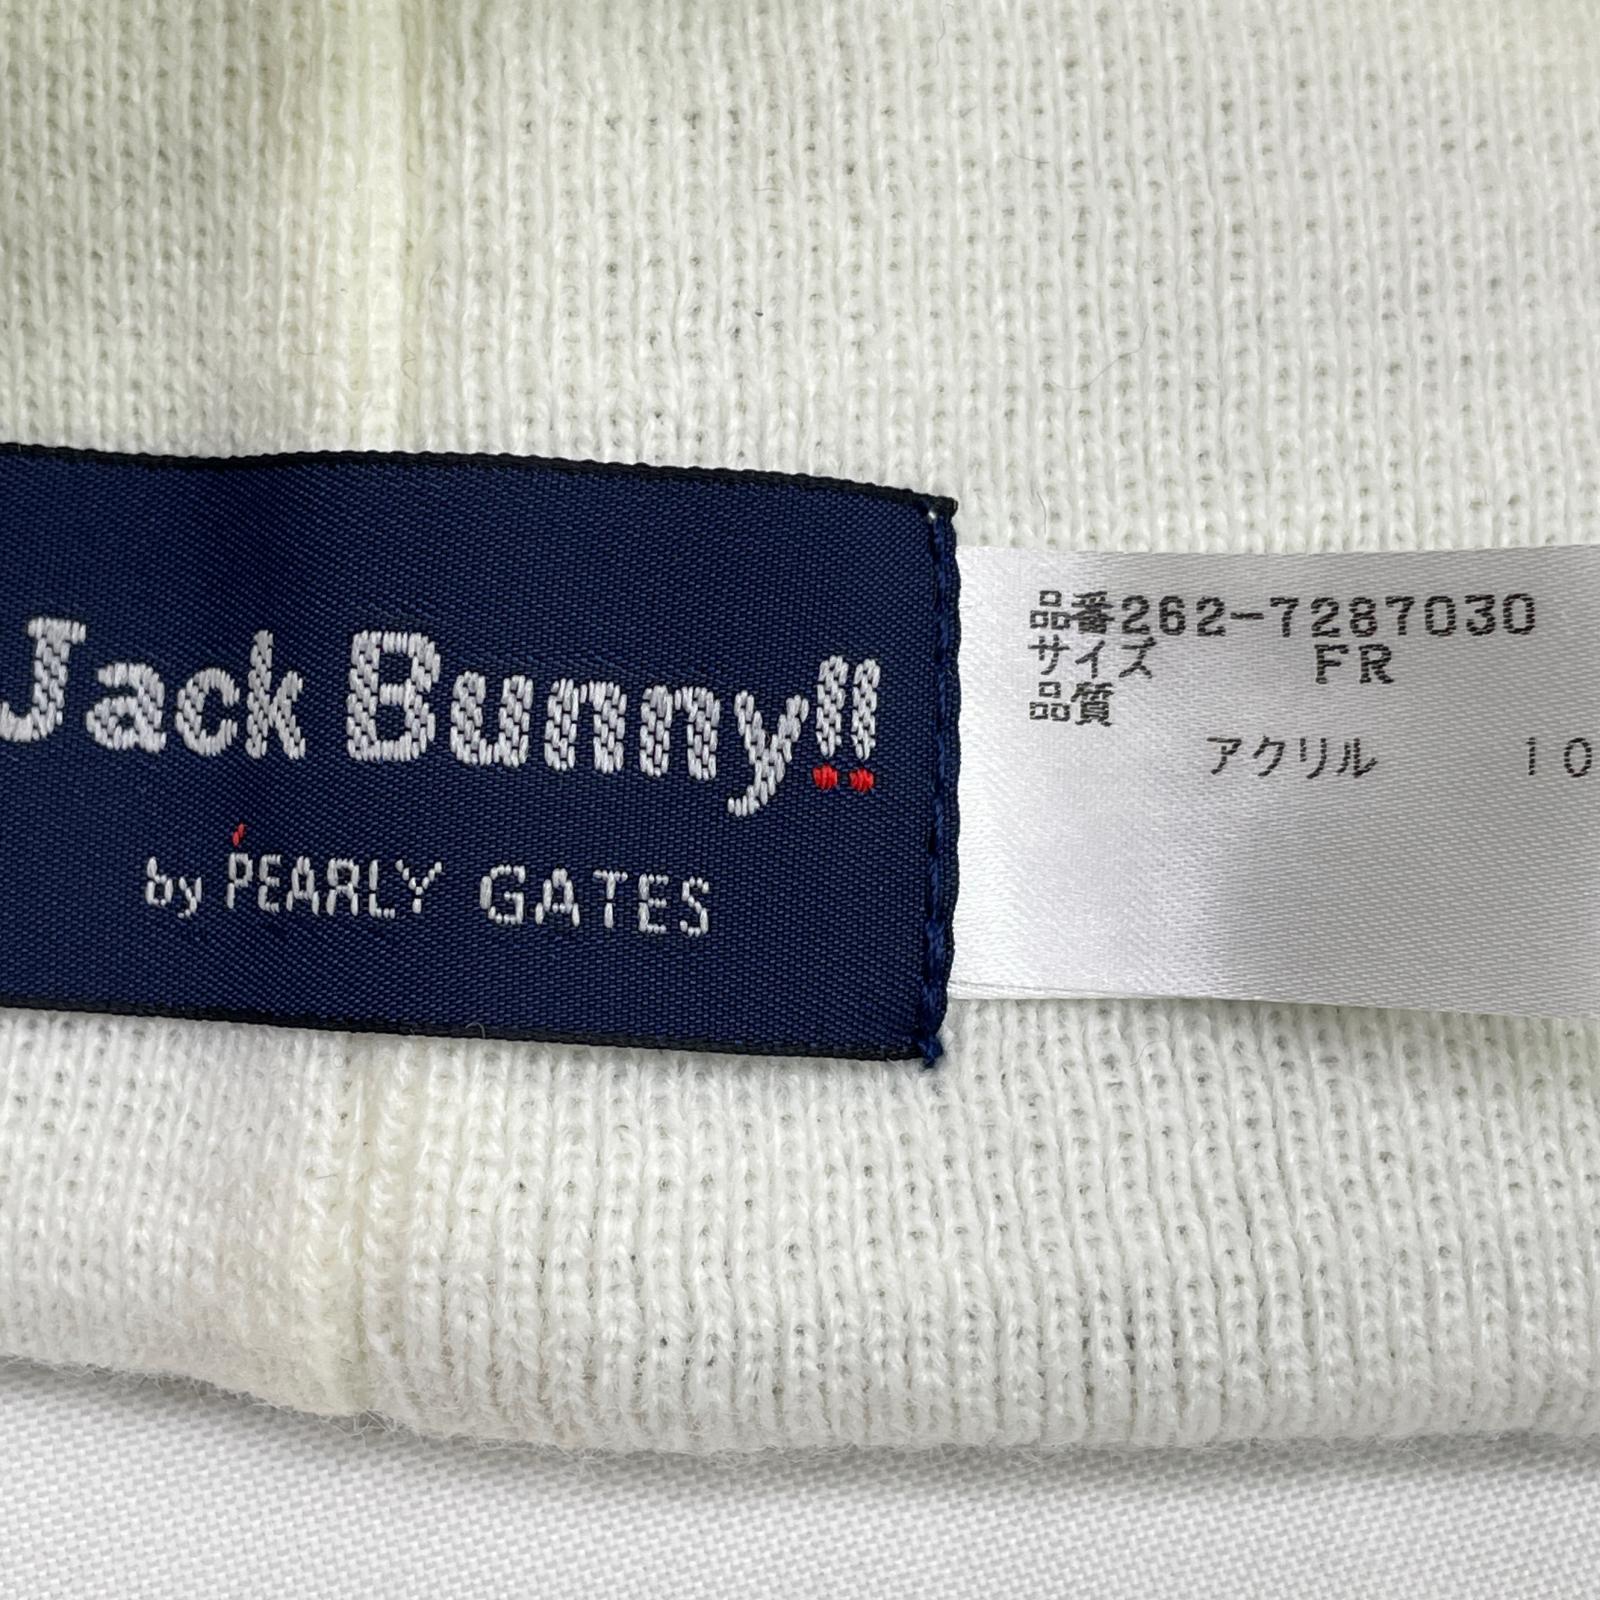 Jack Bunny!!
by PEARLY GATES
品番262-7287030
サイズ FR
品質
アクリル 10